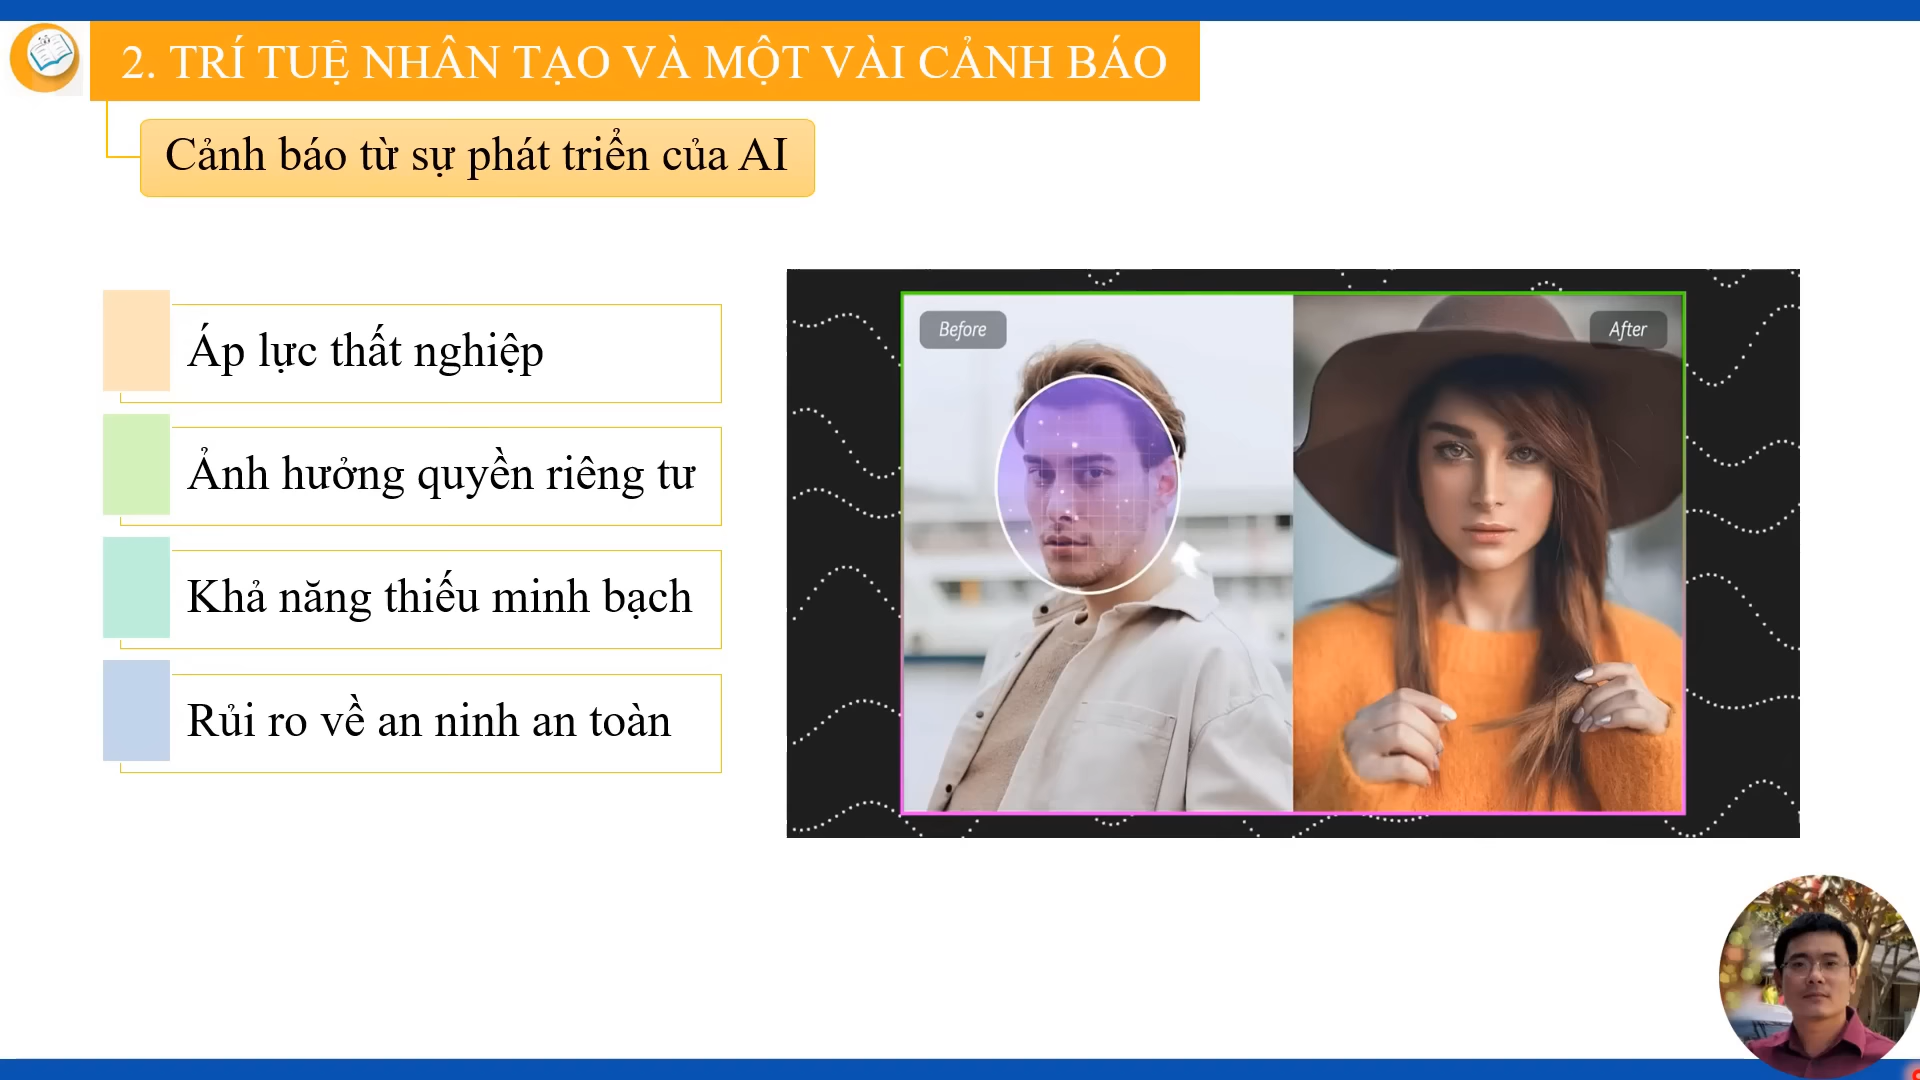 2. TRÍ TUỆ NHÂN TẠO VÀ MỘT VÀI CẢNH BÁO
Cảnh báo từ sự phát triển của AI
Áp lực thất nghiệp
Ảnh hưởng quyền riêng tư
Khả năng thiếu minh bạch
Rủi ro về an ninh an toàn
Before
After